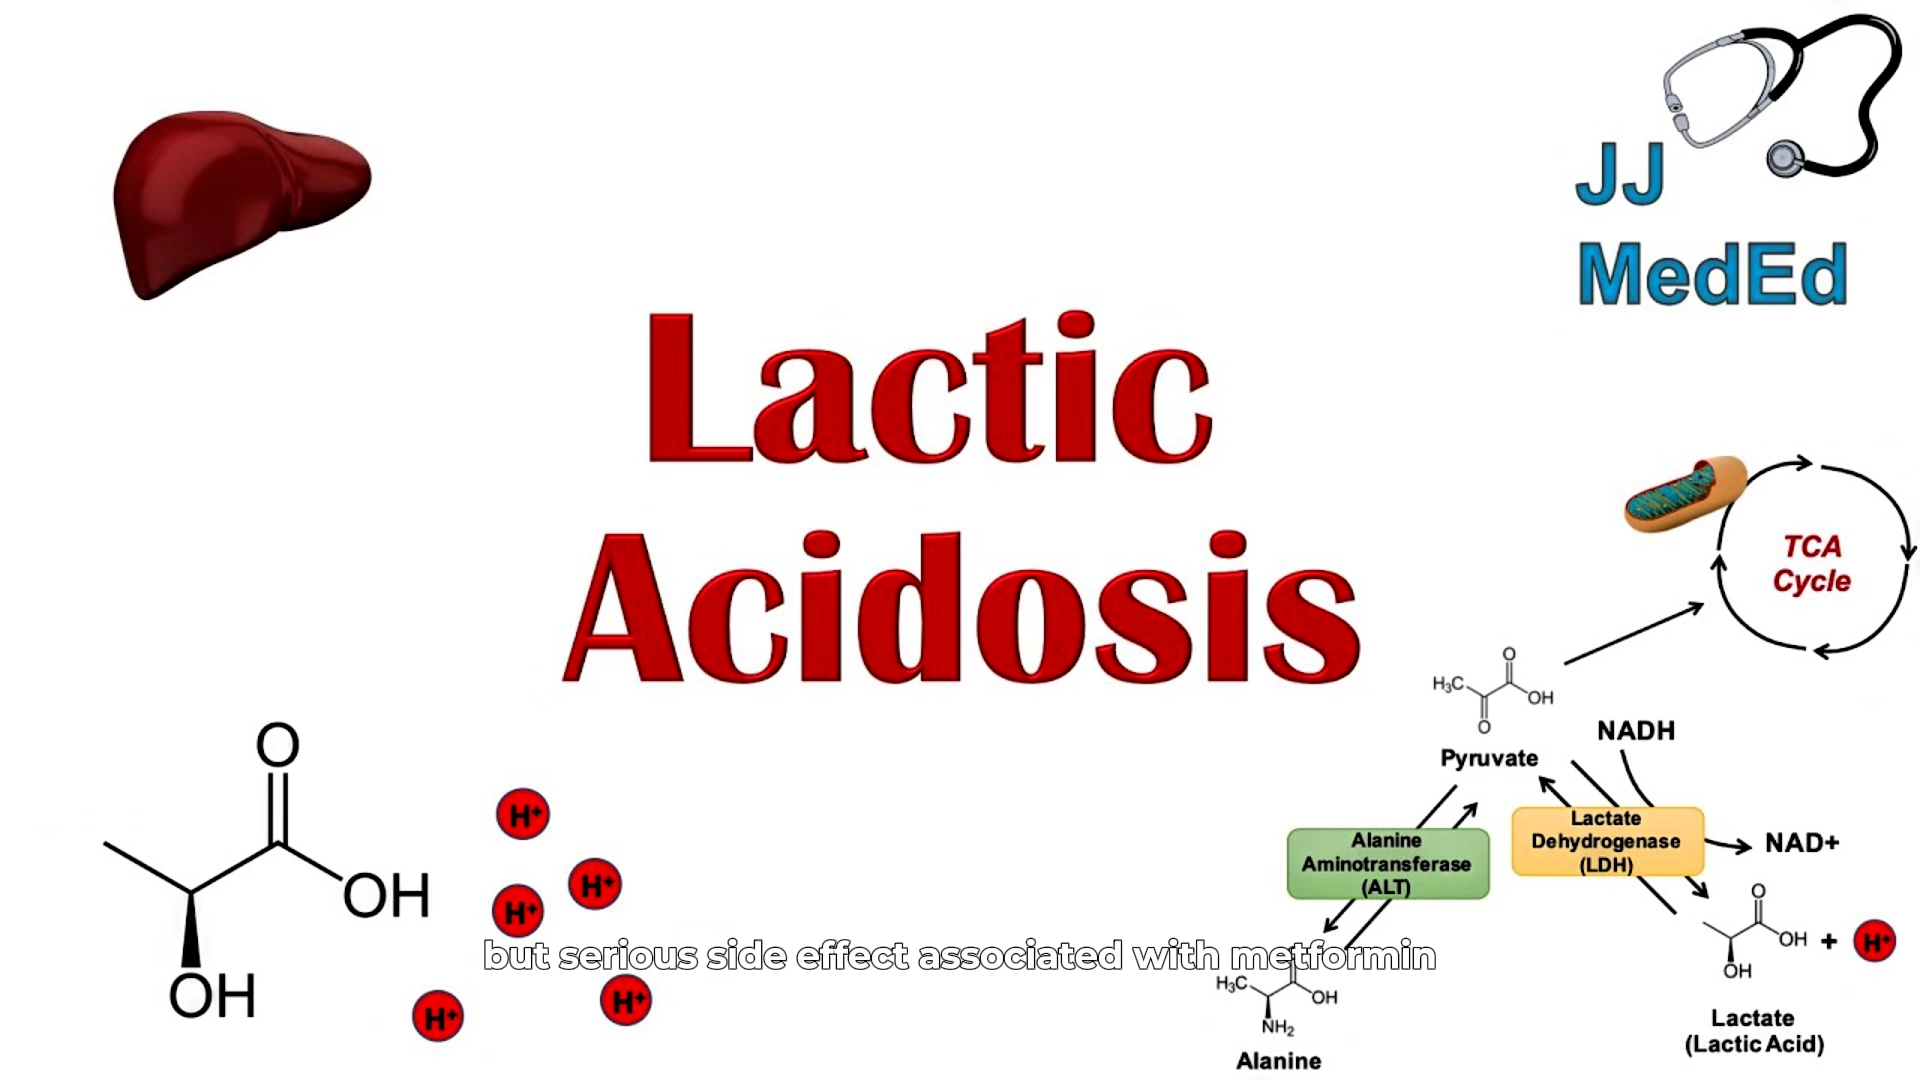 JJ
MedEd
Lactic
Acidosis
TCA
Cycle
O
H₃C
OH
O
Pyruvate
NADH
Alanine
Aminotransferase
(ALT)
Lactate
Dehydrogenase
(LDH)
NAD+
O
OH
OH
H⁺
H⁺
H⁺
H⁺
H⁺
but serious side effect associated with metformin
O
OH + H⁺
OH
H₃C
OH
NH₂
Alanine
Lactate
(Lactic Acid)